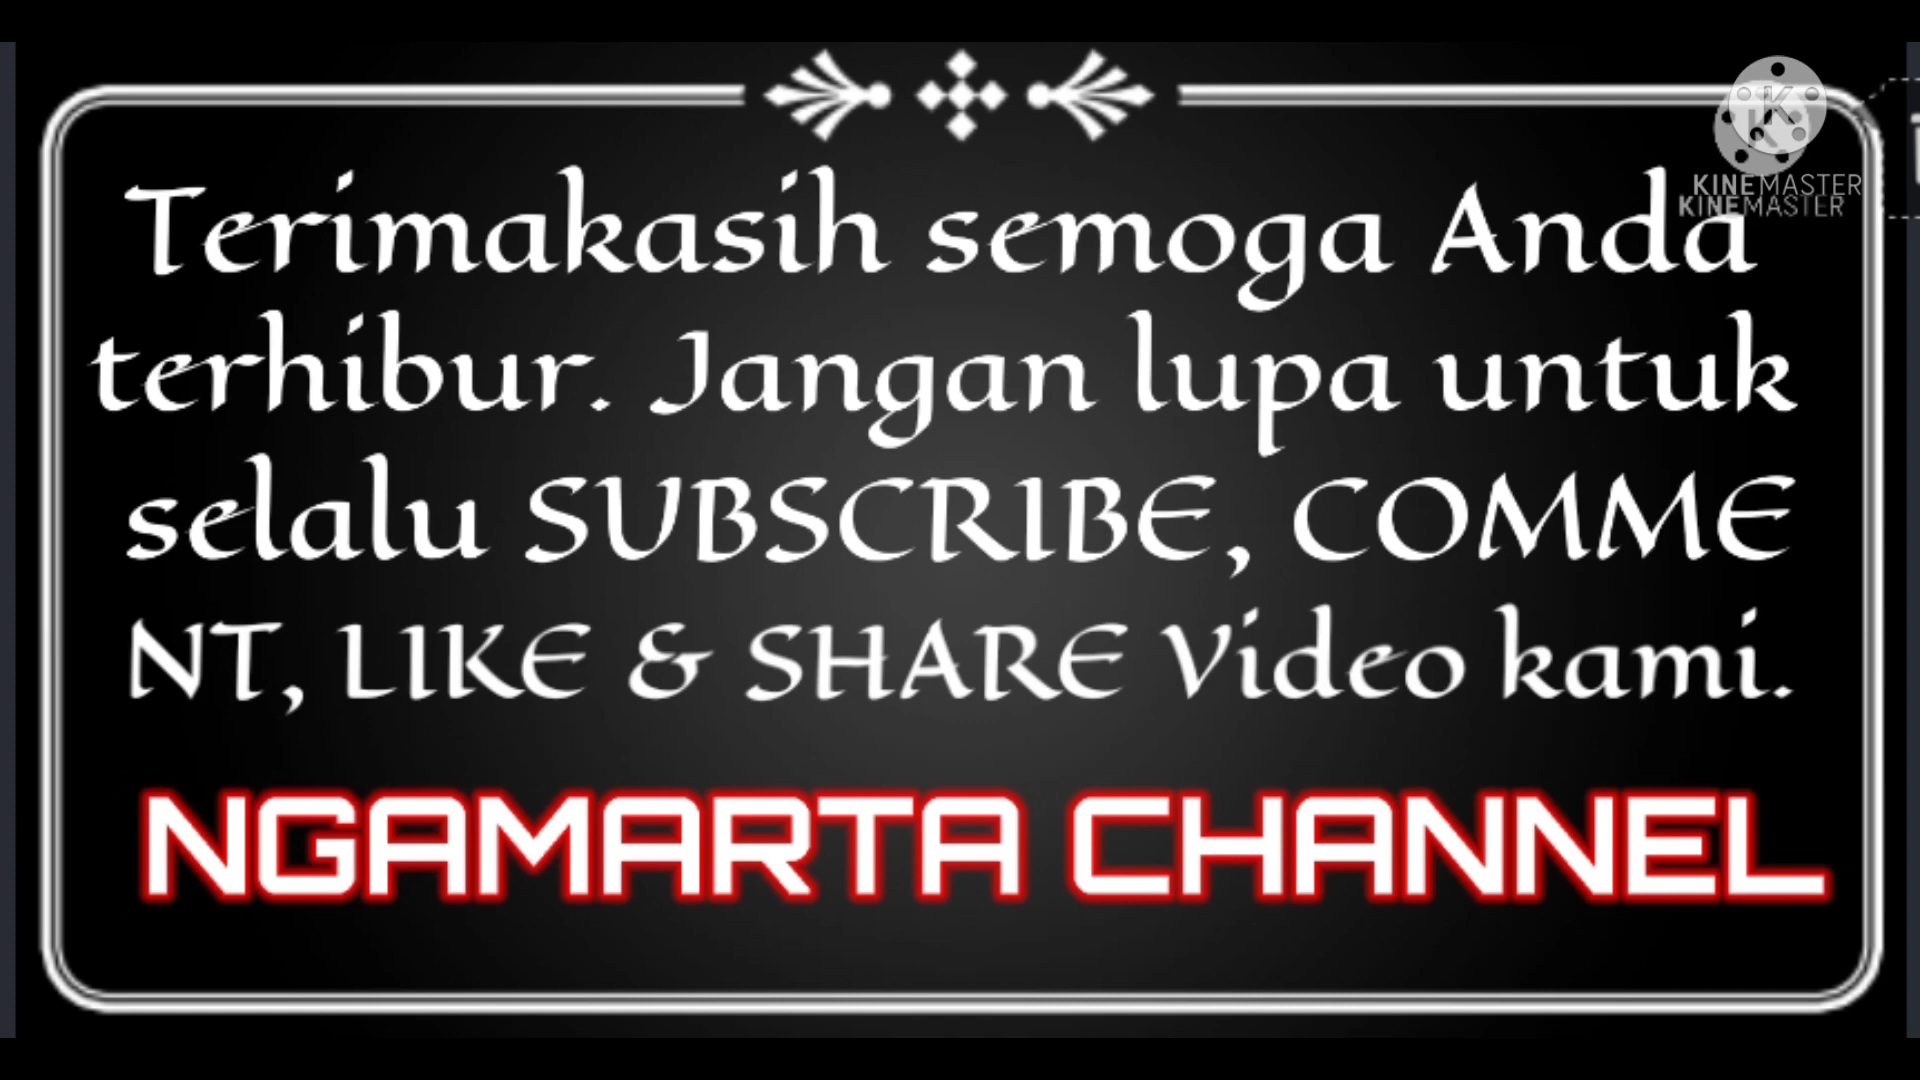 KINEMASTER
KINEMASTER
Terimakasih semoga Anda
terhibur. Jangan lupa untuk
selalu SUBSCRIBE, COMME
NT, LIKE & SHARE Video kami.
NGAMARTA CHANNEL